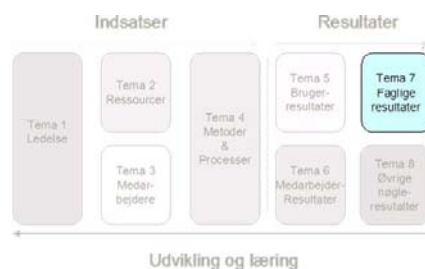 Indsatser
Resultater
Tema 1
Ledelse
Tema 2
Ressourcer
Tema 3
Medar-
bejdere
Tema 4
Metoder
&
Processer
Tema 5
Bruger-
resultater
Tema 6
Medarbejder-
Resultater
Tema 7
Faglige
resultater
Tema 8
Øvrige
nøgle-
resultater
Udvikling og læring